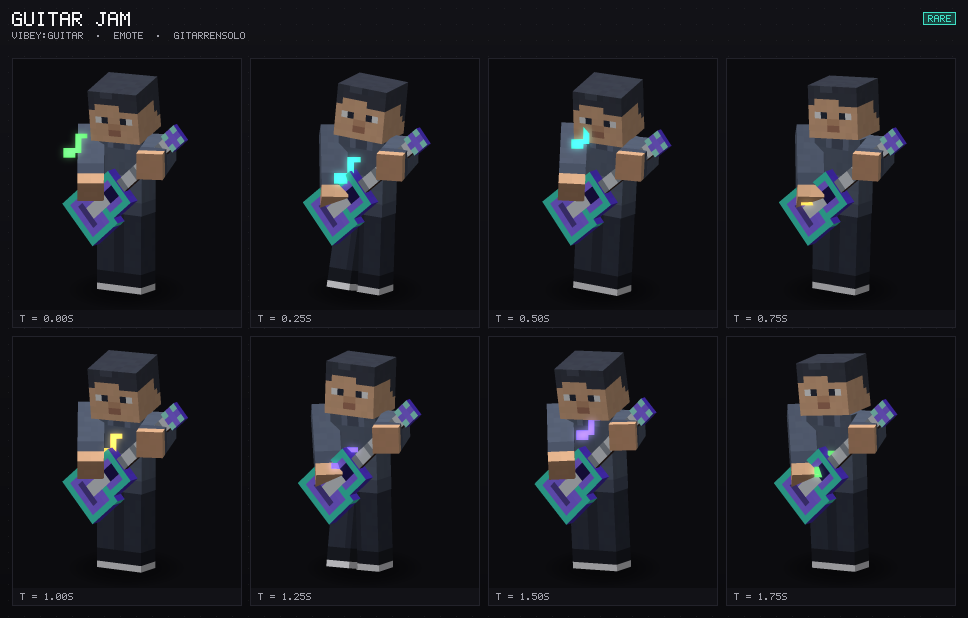 GUITAR JAM
RARE
VIBEY:GUITAR • EMOTE • GITARRENSOLO
T = 0.00S
T = 0.25S
T = 0.50S
T = 0.75S
T = 1.00S
T = 1.25S
T = 1.50S
T = 1.75S